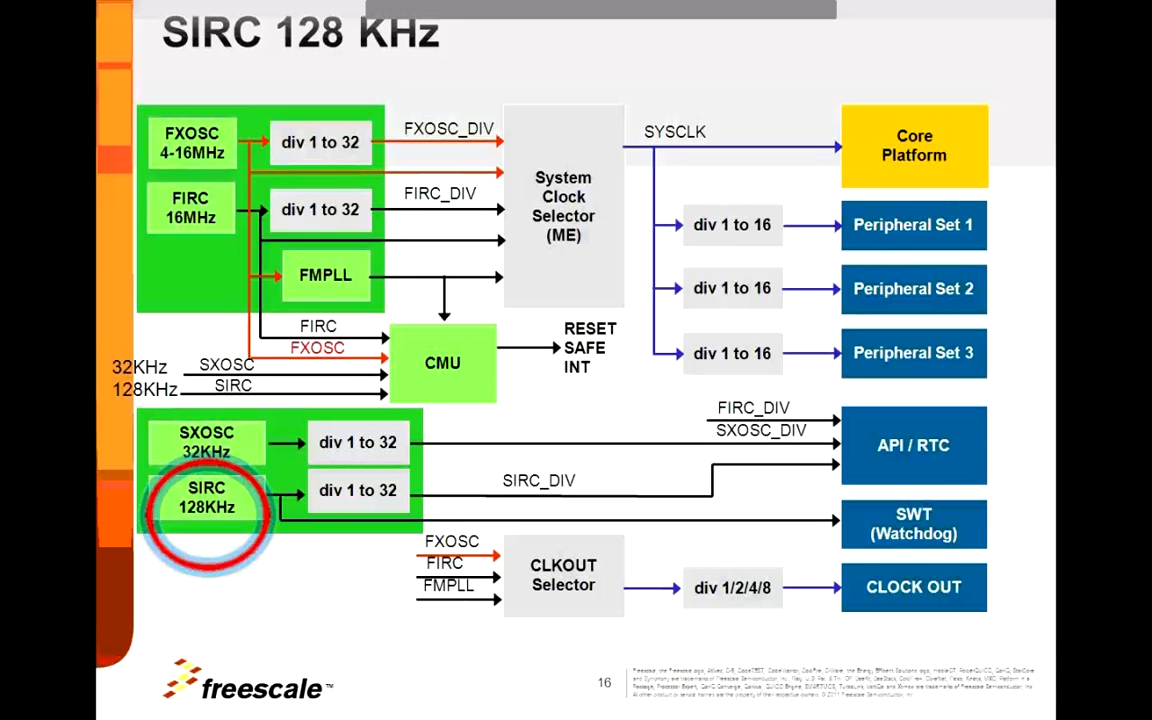 SIRC 128 KHz
FXOSC
4-16MHz
div 1 to 32
FXOSC_DIV
SYSCLK
Core
Platform
FIRC
16MHz
div 1 to 32
FIRC_DIV
System
Clock
Selector
(ME)
div 1 to 16
Peripheral Set 1
FMPLL
div 1 to 16
Peripheral Set 2
FIRC
FXOSC
CMU
RESET
SAFE
INT
div 1 to 16
Peripheral Set 3
32KHz
SXOSC
128KHz
SIRC
SXOSC
32KHz
div 1 to 32
FIRC_DIV
SXOSC_DIV
API / RTC
SIRC
128KHz
div 1 to 32
SIRC_DIV
SWT
(Watchdog)
FXOSC
FIRC
FMPLL
CLKOUT
Selector
div 1/2/4/8
CLOCK OUT
freescale™
16